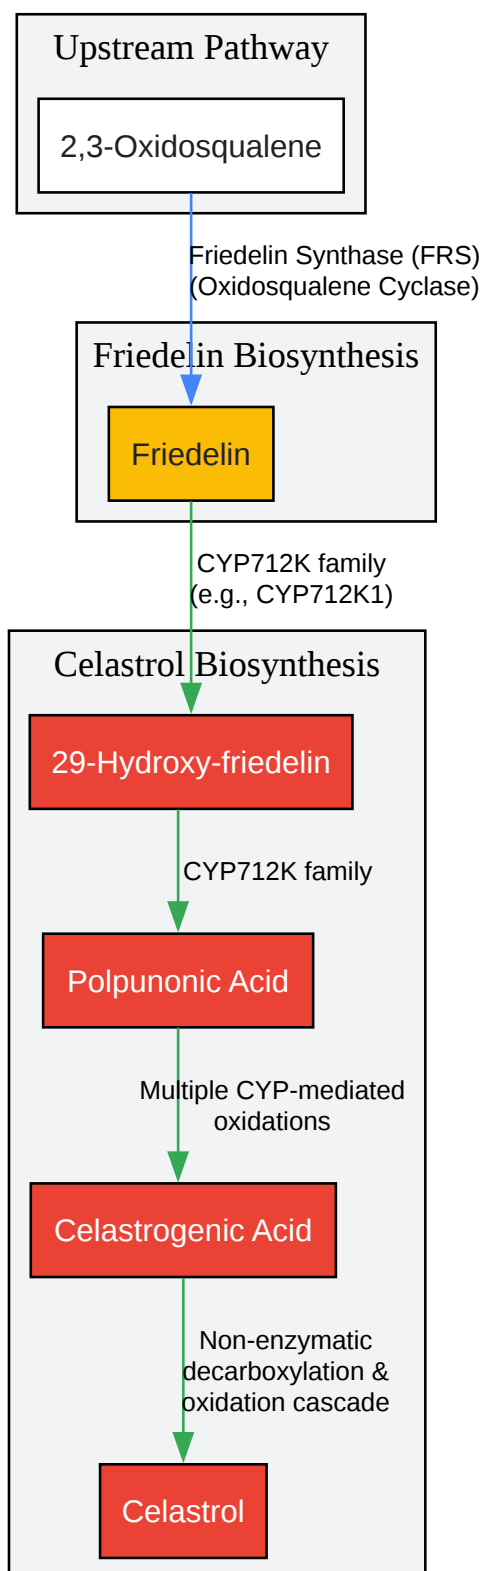 Upstream Pathway
2,3-Oxidosqualene
Friedelin Synthase (FRS)
(Oxidosqualene Cyclase)
Friedelin Biosynthesis
Friedelin
CYP712K family
(e.g., CYP712K1)
Celastrol Biosynthesis
29-Hydroxy-friedelin
CYP712K family
Polpunonic Acid
Multiple CYP-mediated
oxidations
Celastrogenic Acid
Non-enzymatic
decarboxylation &
oxidation cascade
Celastrol